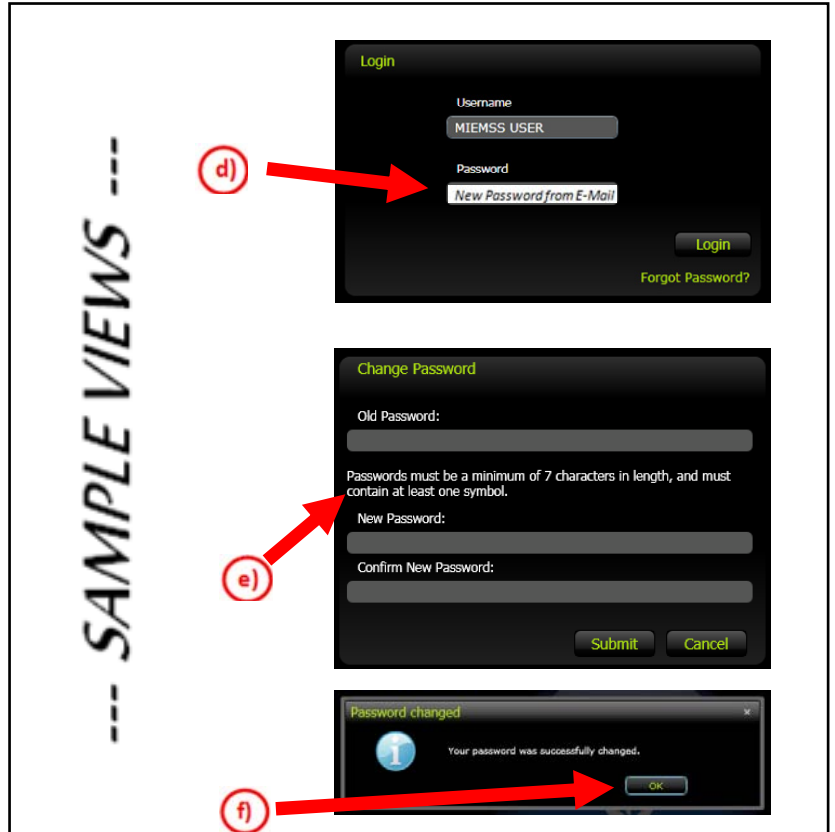 --- SAMPLE VIEWS ---
Login
Username
MIEMSS USER
d)
Password
New Password from E-Mail
Login
Forgot Password?
Change Password
Old Password:
Passwords must be a minimum of 7 characters in length, and must
contain at least one symbol.
New Password:
e)
Confirm New Password:
Submit Cancel
Password changed ×
Your password was successfully changed.
OK
f)